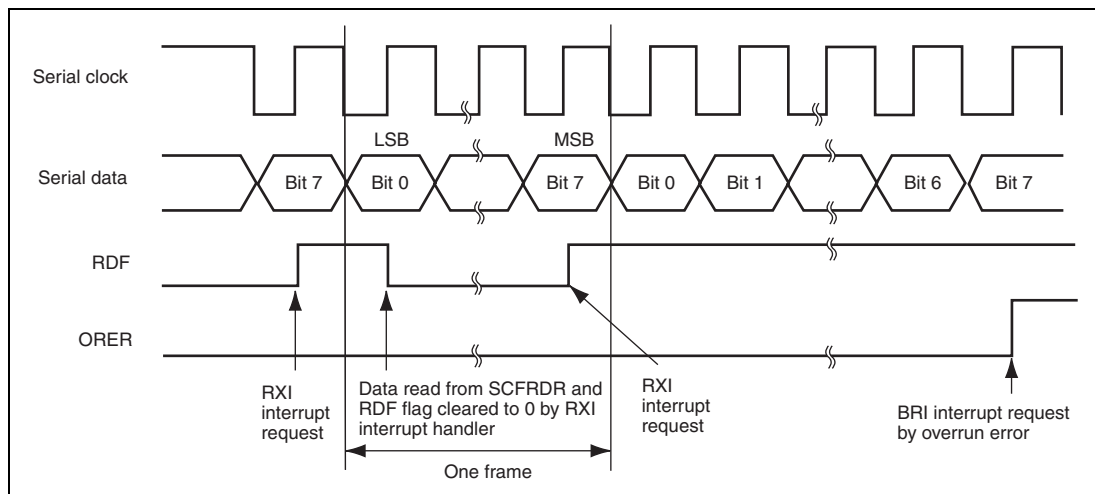 Serial clock
LSB
MSB
Serial data
Bit 7
Bit 0
Bit 7
Bit 0
Bit 1
Bit 6
Bit 7
RDF
ORER
RXI
interrupt
request
Data read from SCFRDR and
RDF flag cleared to 0 by RXI
interrupt handler
RXI
interrupt
request
BRI interrupt request
by overrun error
One frame